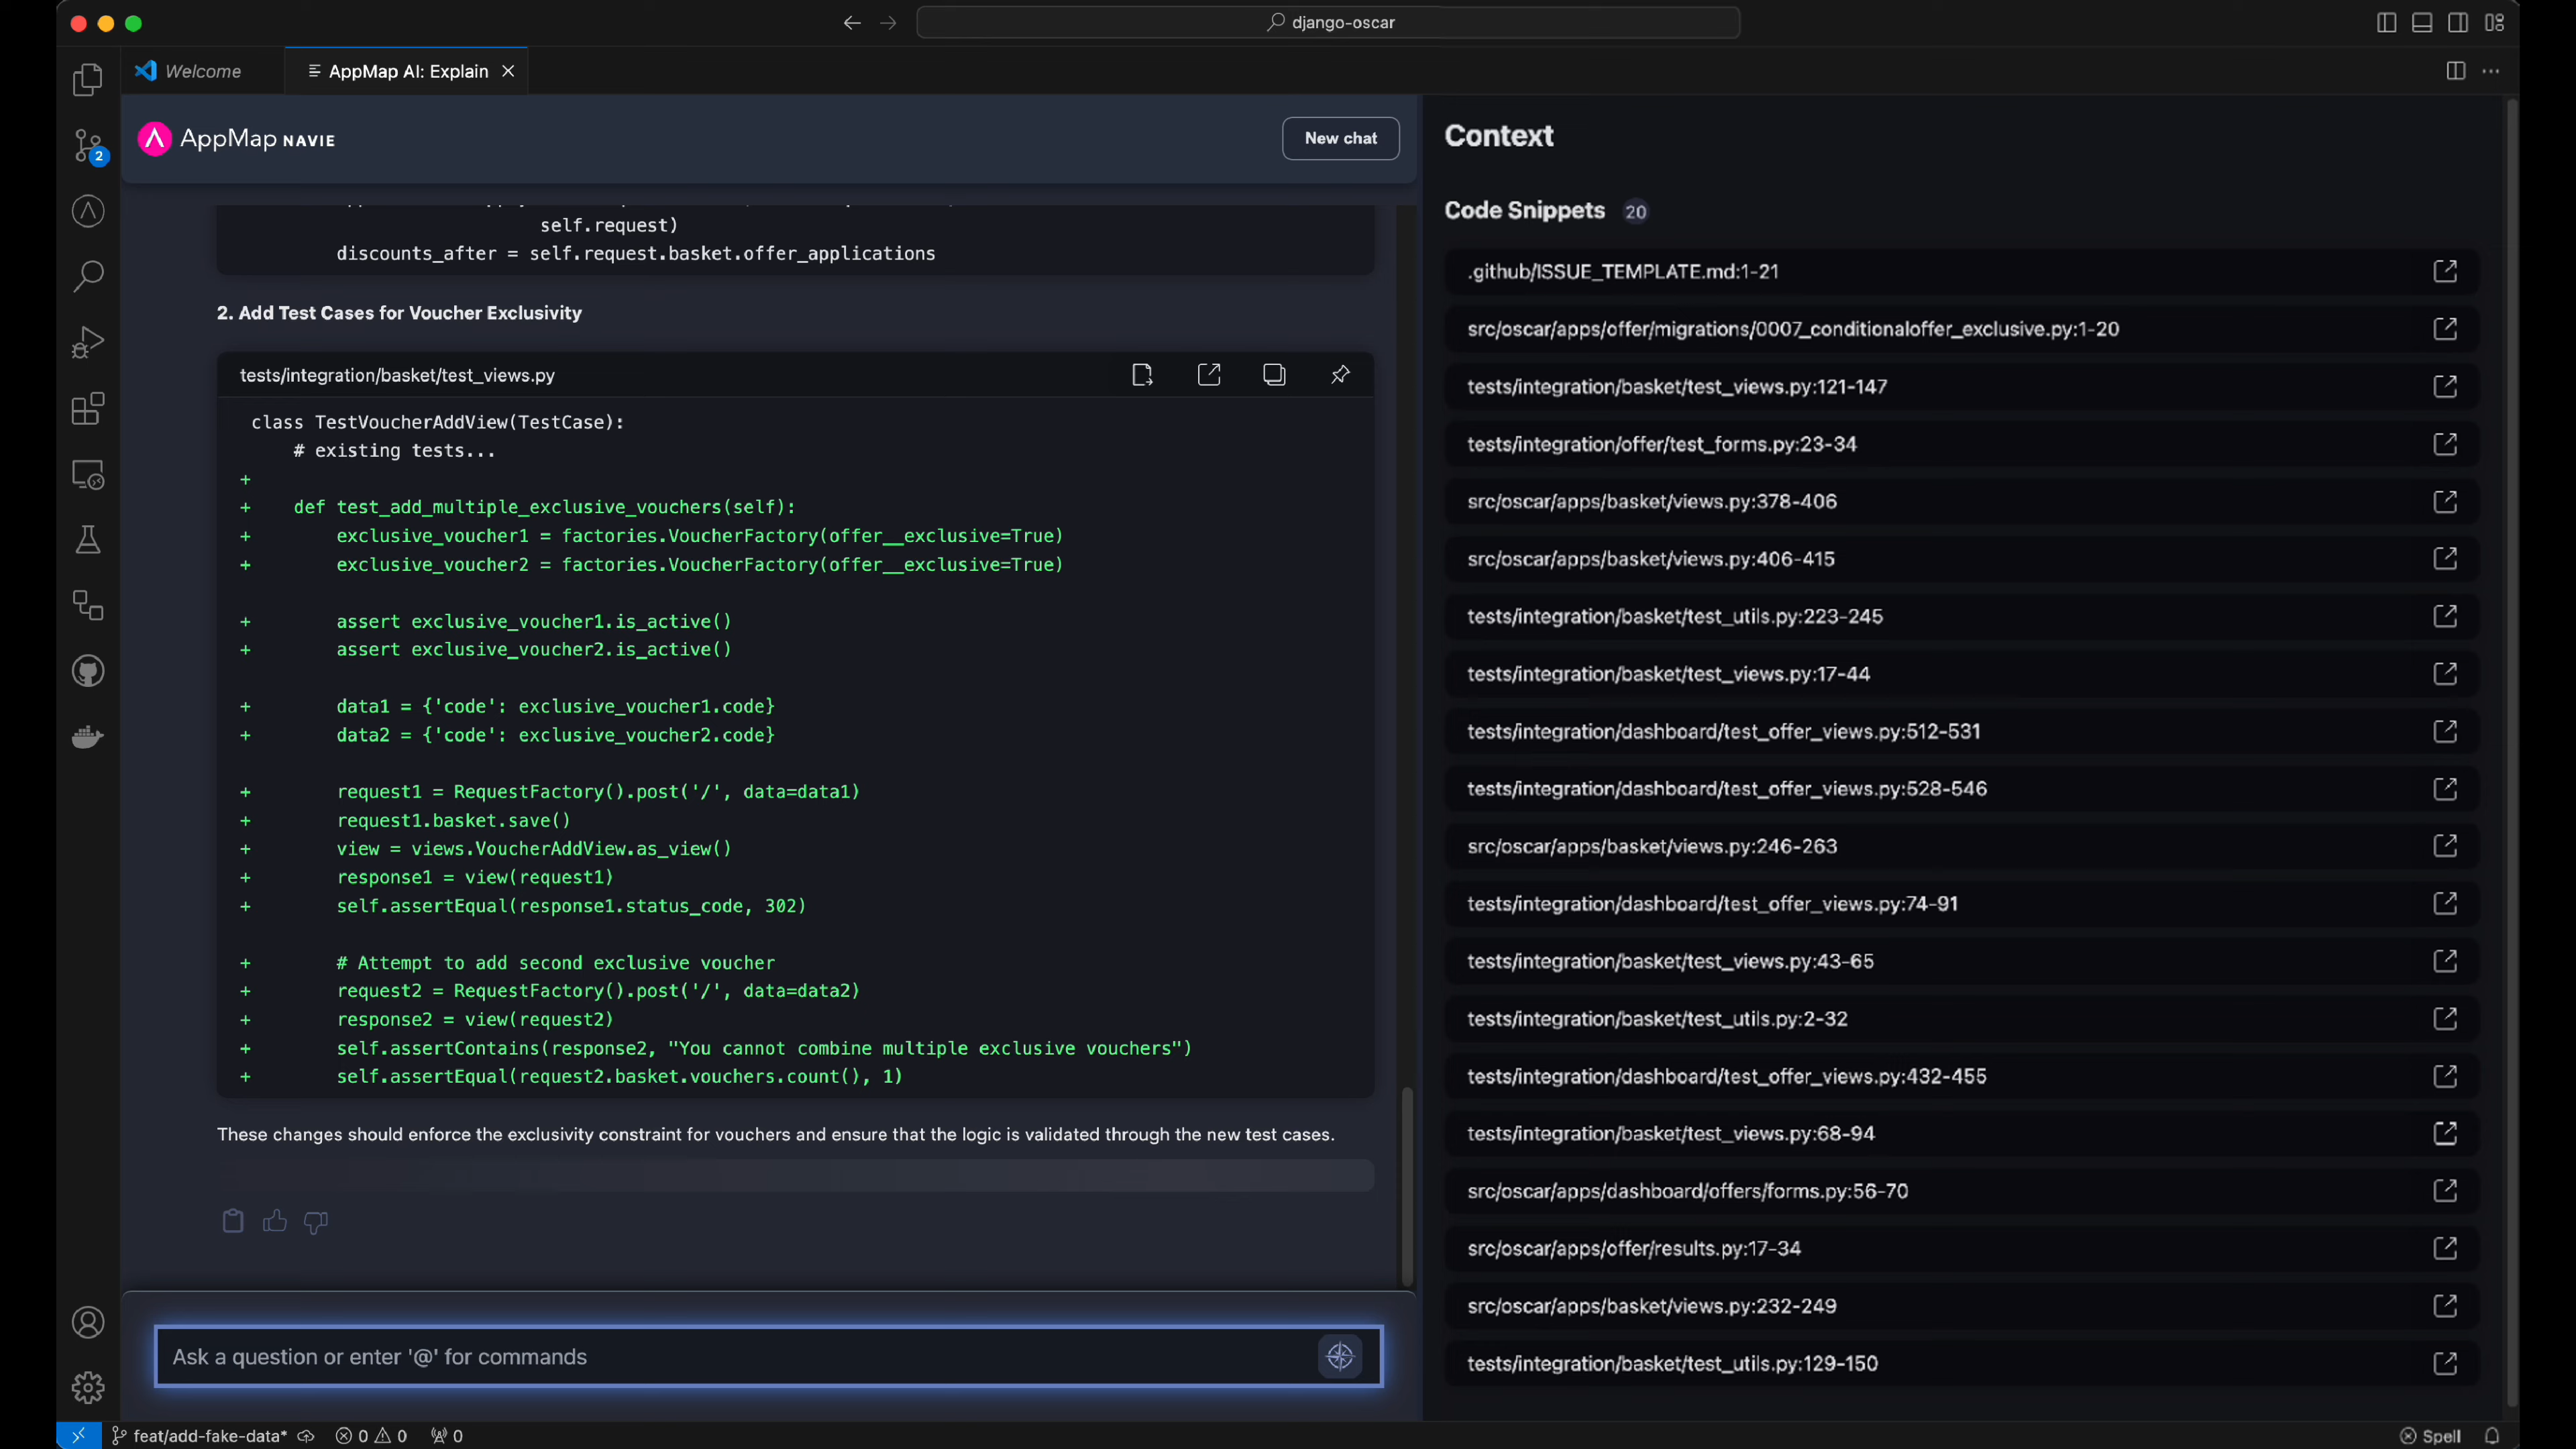 django-oscar
Welcome
AppMap AI: Explain
2
AppMap NAVIE
New chat
self.request)
discounts_after = self.request.basket.offer_applications
2. Add Test Cases for Voucher Exclusivity
tests/integration/basket/test_views.py
class TestVoucherAddView(TestCase):
# existing tests...
+
+ def test_add_multiple_exclusive_vouchers(self):
+ exclusive_voucher1 = factories.VoucherFactory(offer__exclusive=True)
+ exclusive_voucher2 = factories.VoucherFactory(offer__exclusive=True)
+ assert exclusive_voucher1.is_active()
+ assert exclusive_voucher2.is_active()
+ data1 = {'code': exclusive_voucher1.code}
+ data2 = {'code': exclusive_voucher2.code}
+ request1 = RequestFactory().post('/', data=data1)
+ request1.basket.save()
+ view = views.VoucherAddView.as_view()
+ response1 = view(request1)
+ self.assertEqual(response1.status_code, 302)
+ # Attempt to add second exclusive voucher
+ request2 = RequestFactory().post('/', data=data2)
+ response2 = view(request2)
+ self.assertContains(response2, "You cannot combine multiple exclusive vouchers")
+ self.assertEqual(request2.basket.vouchers.count(), 1)
These changes should enforce the exclusivity constraint for vouchers and ensure that the logic is validated through the new test cases.
Ask a question or enter '@' for commands
Context
Code Snippets 20
.github/ISSUE_TEMPLATE.md:1-21
src/oscar/apps/offer/migrations/0007_conditionaloffer_exclusive.py:1-20
tests/integration/basket/test_views.py:121-147
tests/integration/offer/test_forms.py:23-34
src/oscar/apps/basket/views.py:378-406
src/oscar/apps/basket/views.py:406-415
tests/integration/basket/test_utils.py:223-245
tests/integration/basket/test_views.py:17-44
tests/integration/dashboard/test_offer_views.py:512-531
tests/integration/dashboard/test_offer_views.py:528-546
src/oscar/apps/basket/views.py:246-263
tests/integration/dashboard/test_offer_views.py:74-91
tests/integration/basket/test_views.py:43-65
tests/integration/basket/test_utils.py:2-32
tests/integration/dashboard/test_offer_views.py:432-455
tests/integration/basket/test_views.py:68-94
src/oscar/apps/dashboard/offers/forms.py:56-70
src/oscar/apps/offer/results.py:17-34
src/oscar/apps/basket/views.py:232-249
tests/integration/basket/test_utils.py:129-150
feat/add-fake-data* 0 0 0
Spell